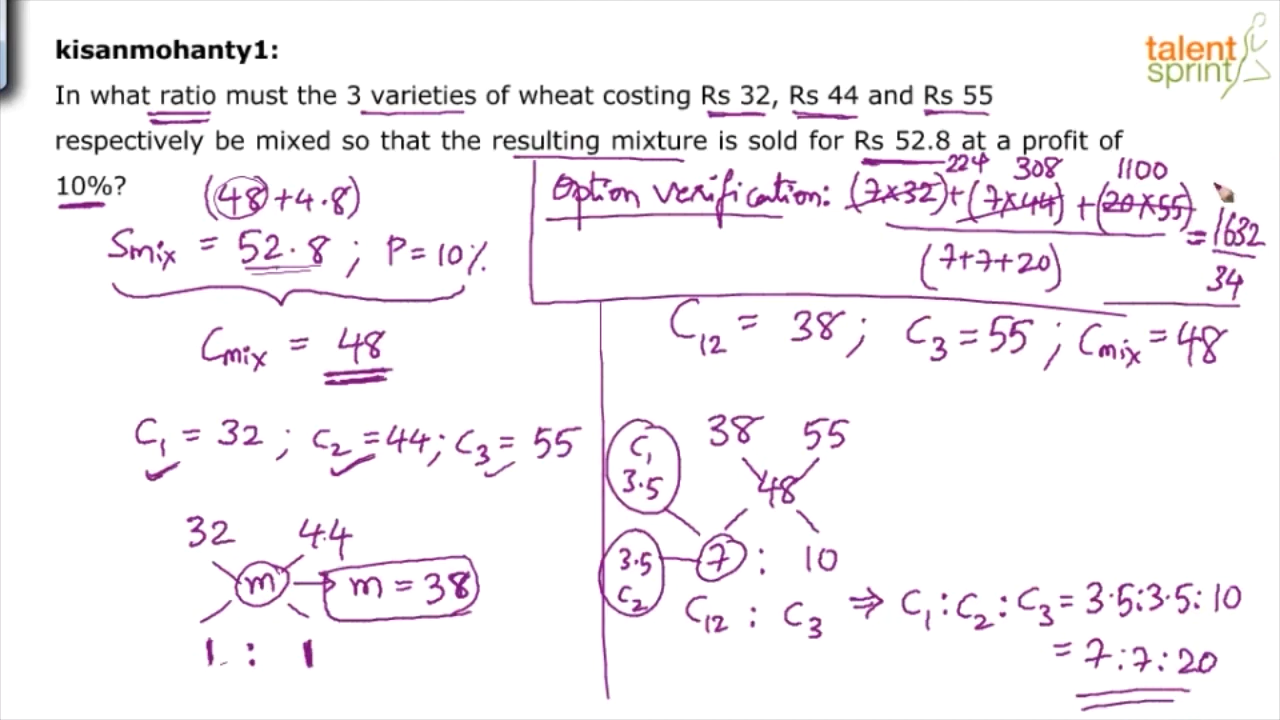 kisanmohanty1:
talent
sprint
In what ratio must the 3 varieties of wheat costing Rs 32, Rs 44 and Rs 55
respectively be mixed so that the resulting mixture is sold for Rs 52.8 at a profit of
10%?
(48+4.8)
Smix = 52.8 ; P=10%
Cmix = 48
C1 = 32 ; C2 =44; C3 = 55
32 44
m → m = 38
1 : 1
224 308 1100
Option verification: (7×32)+(7×44)+(20×55) = 1632
(7+7+20) 34
C12 = 38 ; C3 = 55 ; Cmix = 48
38 55
C1
3.5
48
3.5
C2
7 : 10
C12 : C3 ⇒ C1:C2:C3 = 3.5:3.5:10
= 7:7:20